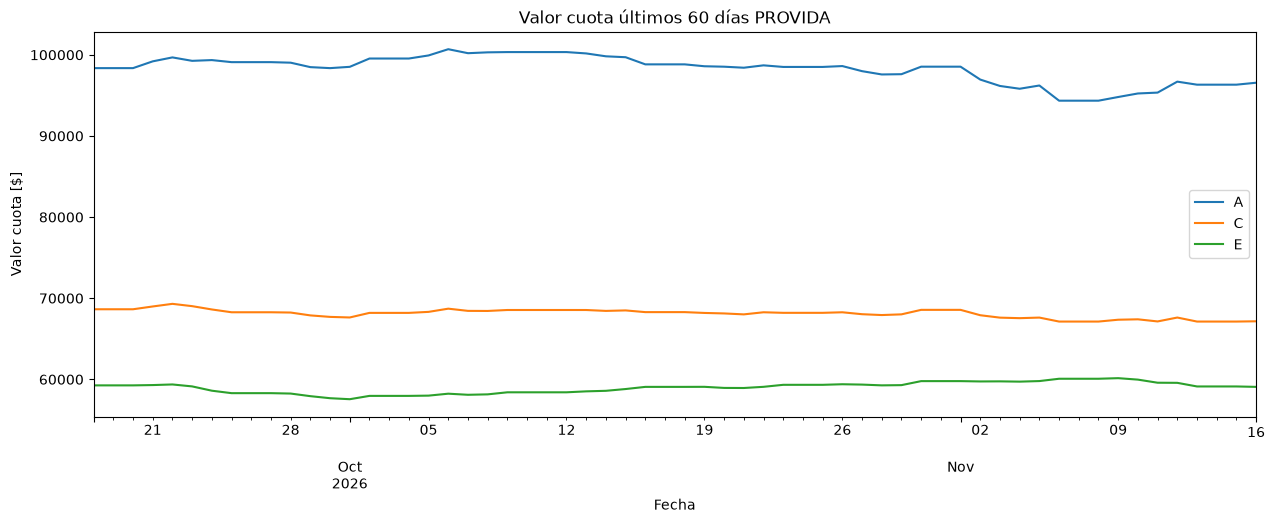 Valor cuota últimos 60 días PROVIDA
Valor cuota [$]
100000
90000
80000
70000
60000
A
C
E
21 28 05 12 19 26 02 09 16
Oct Nov
2026
Fecha